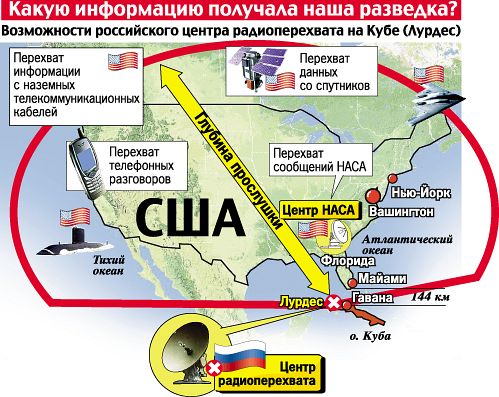 Какую информацию получала наша разведка?
Возможности российского центра радиоперехвата на Кубе (Лурдес)
Перехват
информации
с наземных
телекоммуникационных
кабелей
Перехват
данных
со спутников
Перехват
телефонных
разговоров
Глубина прослушки
Перехват
сообщений НАСА
США
Центр НАСА
Нью-Йорк
Вашингтон
Атлантический
океан
Тихий
океан
Флорида
Майами
Лурдес
Гавана
144 км
о. Куба
Центр
радиоперехвата